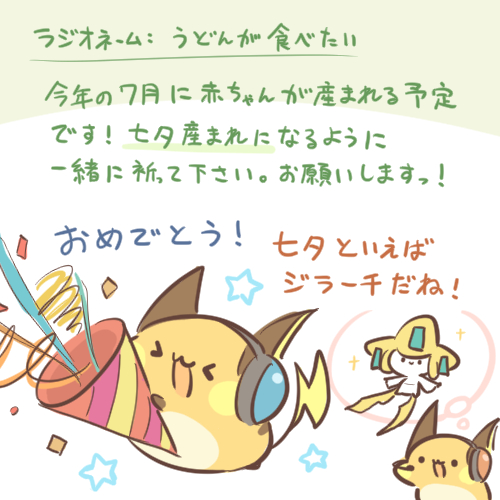 ラジオネーム: うどんが食べたい
今年の7月に赤ちゃんが産まれる予定
です! 七夕産まれになるように
一緒に祈って下さい。お願いしますっ!
おめでとう!
七夕といえば
ジラーチだね!